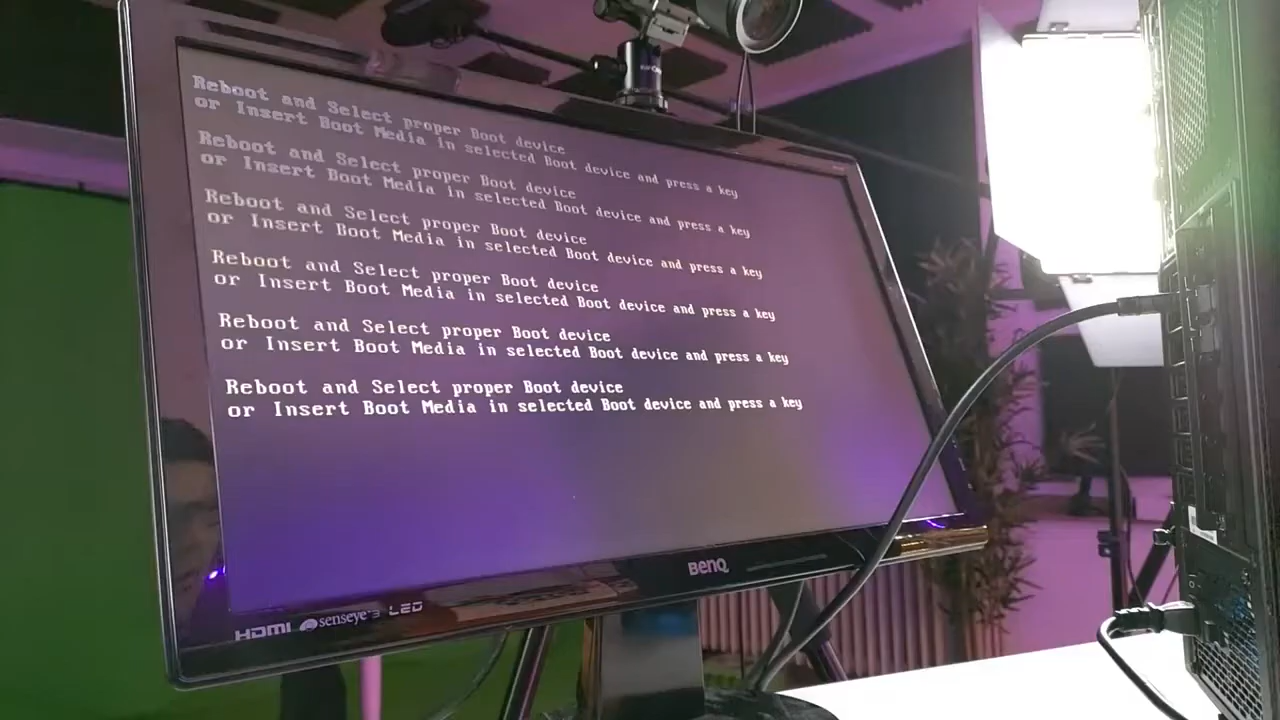 Reboot and Select proper Boot device
or Insert Boot Media in selected Boot device and press a key
Reboot and Select proper Boot device
or Insert Boot Media in selected Boot device and press a key
Reboot and Select proper Boot device
or Insert Boot Media in selected Boot device and press a key
Reboot and Select proper Boot device
or Insert Boot Media in selected Boot device and press a key
Reboot and Select proper Boot device
or Insert Boot Media in selected Boot device and press a key
Reboot and Select proper Boot device
or Insert Boot Media in selected Boot device and press a key
BenQ
HDMI senseye 3 LED